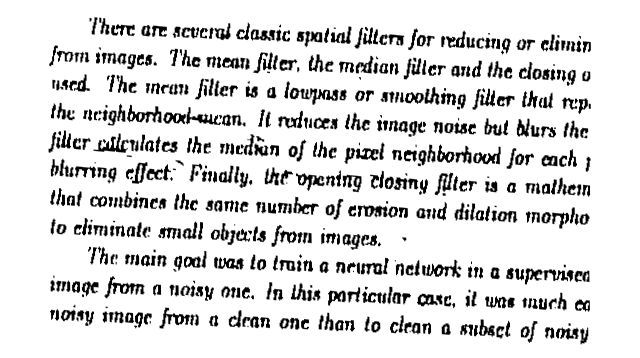 There are several classic spatial filters for reducing or elimin
from images. The mean filter, the median filter and the closing o
used. The mean filter is a lowpass or smoothing filter that rep
the neighborhood mean. It reduces the image noise but blurs the
filter calculates the median of the pixel neighborhood for each
blurring effect. Finally, the opening closing filter is a mathem
that combines the same number of erosion and dilation morpho
to eliminate small objects from images.
The main goal was to train a neural network in a supervised
image from a noisy one. In this particular case, it was much ea
noisy image from a clean one than to clean a subset of noisy